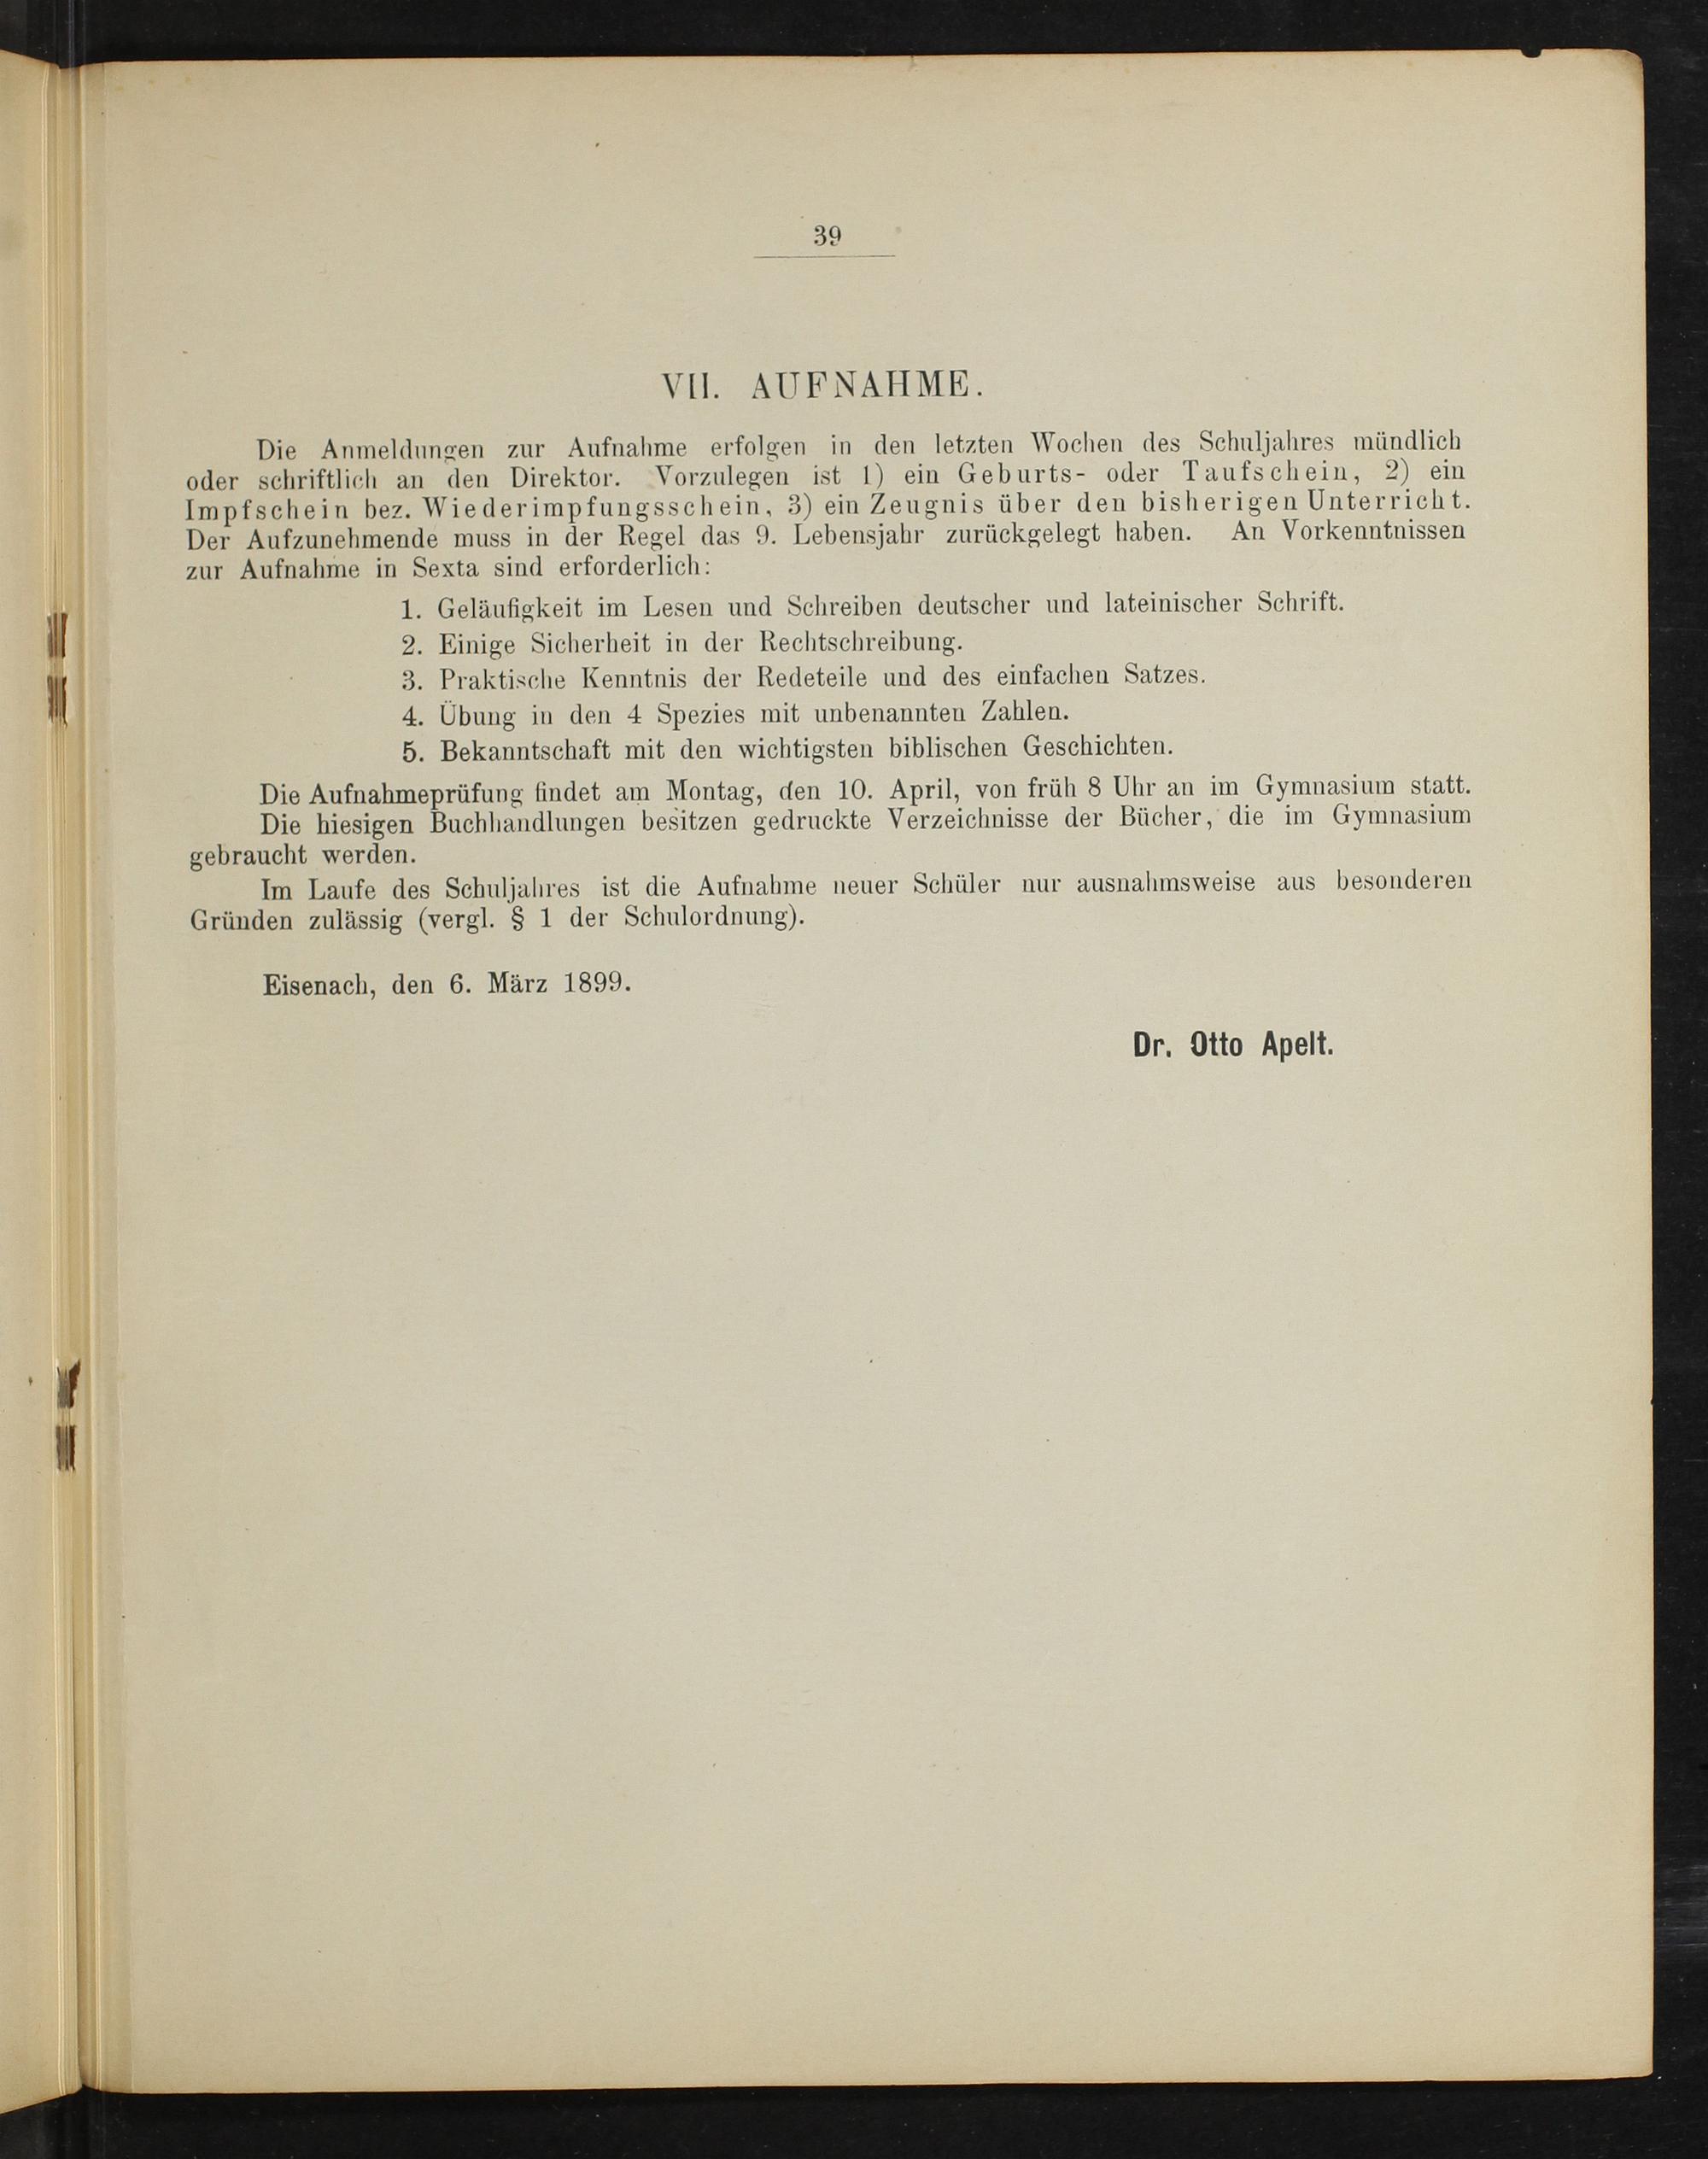 39
VII. AUFNAHME.
Die Anmeldungen zur Aufnahme erfolgen in den letzten Wochen des Schuljahres mündlich
oder schriftlich an den Direktor. Vorzulegen ist 1) ein Geburts- oder Taufschein, 2) ein
Impfschein bez. Wiederimpfungsschein, 3) ein Zeugnis über den bisherigen Unterricht.
Der Aufzunehmende muss in der Regel das 9. Lebensjahr zurückgelegt haben. An Vorkenntnissen
zur Aufnahme in Sexta sind erforderlich:
1. Geläufigkeit im Lesen und Schreiben deutscher und lateinischer Schrift.
2. Einige Sicherheit in der Rechtschreibung.
3. Praktische Kenntnis der Redeteile und des einfachen Satzes.
4. Übung in den 4 Spezies mit unbenannten Zahlen.
5. Bekanntschaft mit den wichtigsten biblischen Geschichten.
Die Aufnahmeprüfung findet am Montag, den 10. April, von früh 8 Uhr an im Gymnasium statt.
Die hiesigen Buchhandlungen besitzen gedruckte Verzeichnisse der Bücher, die im Gymnasium
gebraucht werden.
Im Laufe des Schuljahres ist die Aufnahme neuer Schüler nur ausnahmsweise aus besonderen
Gründen zulässig (vergl. § 1 der Schulordnung).
Eisenach, den 6. März 1899.
Dr. Otto Apelt.